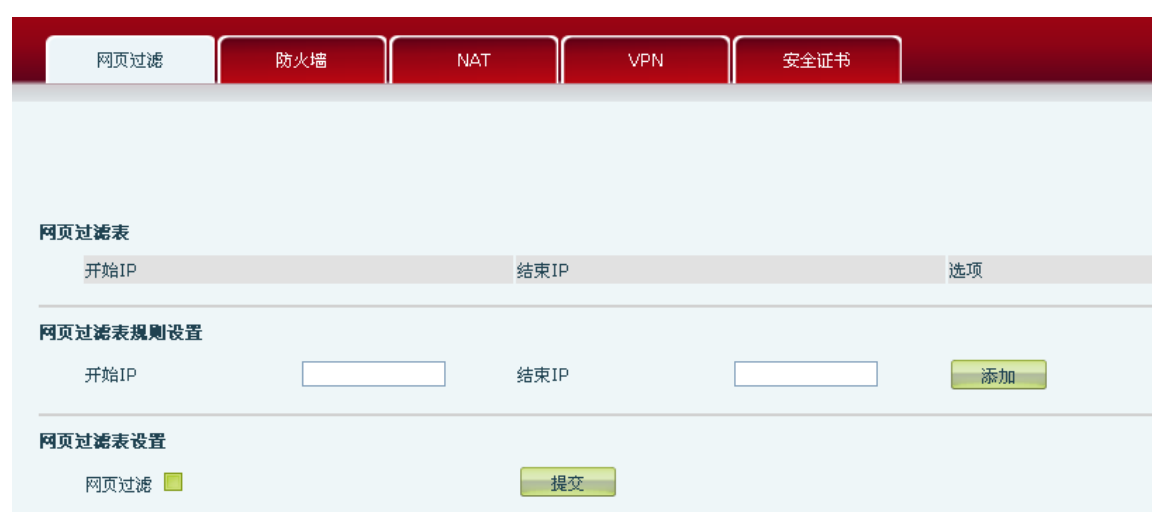 网页过滤 防火墙 NAT VPN 安全证书
网页过滤表
开始IP 结束IP 选项
网页过滤表规则设置
开始IP 结束IP 添加
网页过滤表设置
网页过滤 提交